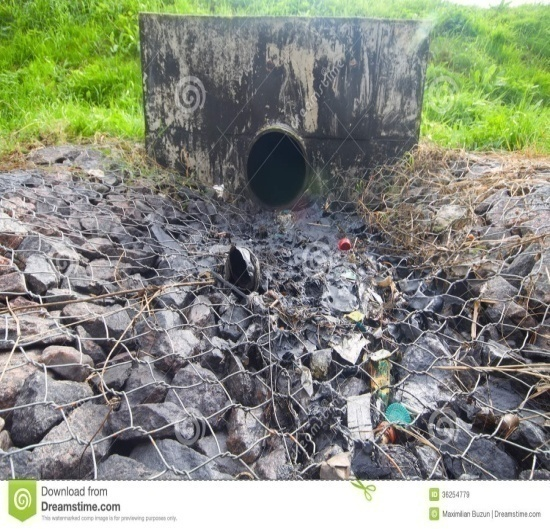 Download from
Dreamstime.com
This watermarked comp image is for previewing purposes only.
36254779
Maximilian Buzun | Dreamstime.com